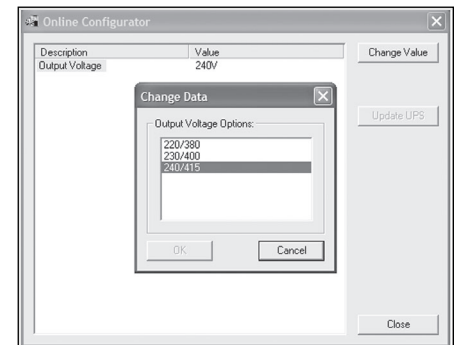 Online Configurator
Description Value
Output Voltage 240V
Change Value
Update UPS
Change Data
Output Voltage Options:
220/380
230/400
240/415
OK Cancel
Close